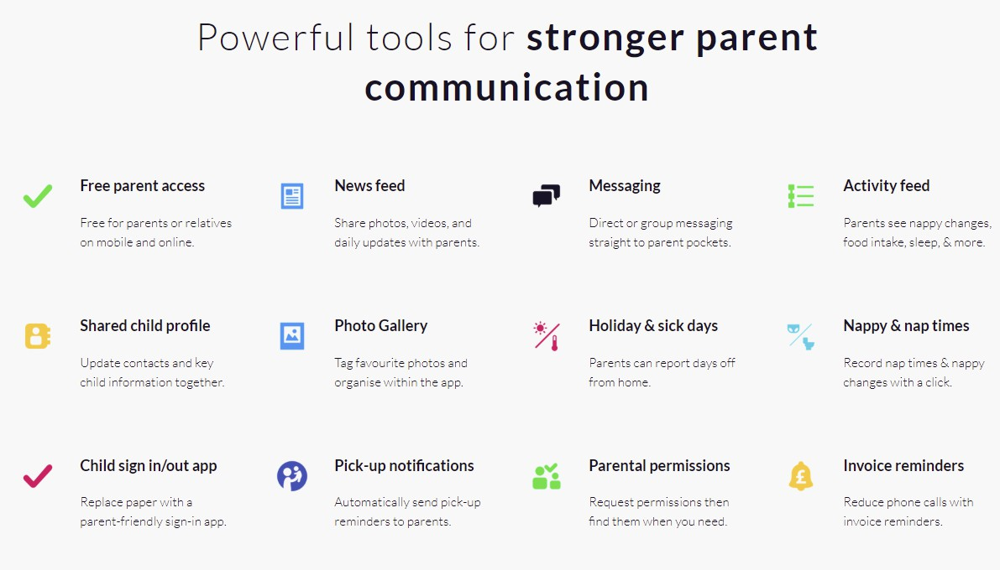 Powerful tools for stronger parent
communication
Free parent access
Free for parents or relatives
on mobile and online.
News feed
Share photos, videos, and
daily updates with parents.
Messaging
Direct or group messaging
straight to parent pockets.
Activity feed
Parents see nappy changes,
food intake, sleep, & more.
Shared child profile
Update contacts and key
child information together.
Photo Gallery
Tag favourite photos and
organise within the app.
Holiday & sick days
Parents can report days off
from home.
Nappy & nap times
Record nap times & nappy
changes with a click.
Child sign in/out app
Replace paper with a
parent-friendly sign-in app.
Pick-up notifications
Automatically send pick-up
reminders to parents.
Parental permissions
Request permissions then
find them when you need.
£
Invoice reminders
Reduce phone calls with
invoice reminders.